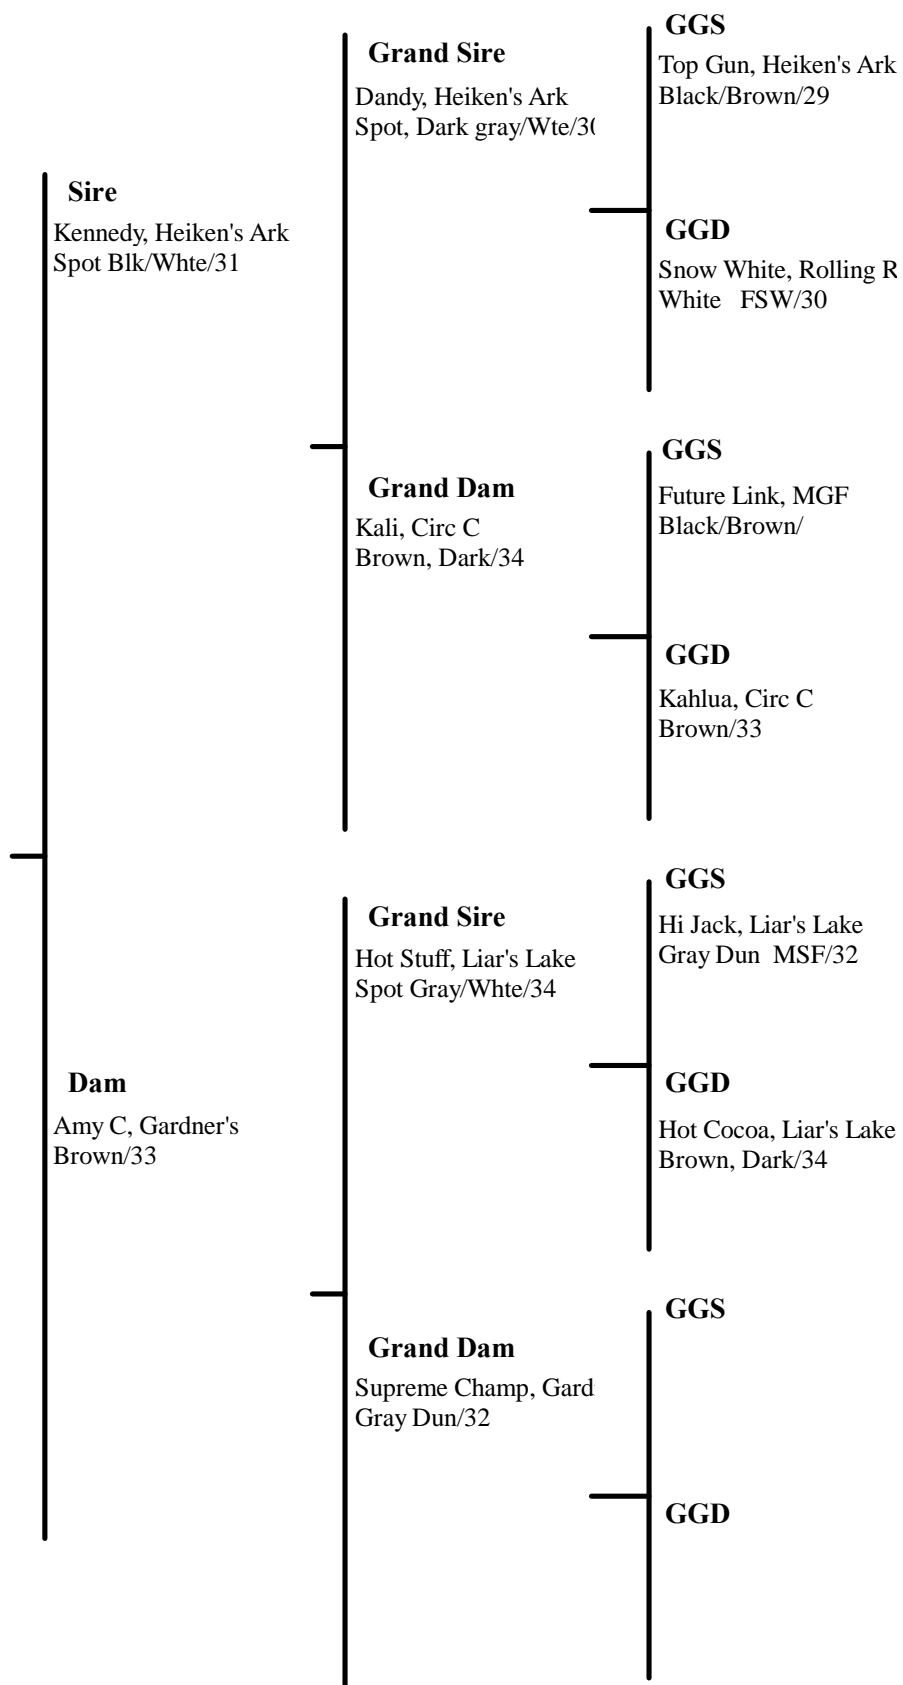 Sire
Kennedy, Heiken's Ark
Spot Blk/Whte/31
Dam
Amy C, Gardner's
Brown/33
Grand Sire
Dandy, Heiken's Ark
Spot, Dark gray/Wte/30
Grand Dam
Kali, Circ C
Brown, Dark/34
Grand Sire
Hot Stuff, Liar's Lake
Spot Gray/Whte/34
Grand Dam
Supreme Champ, Gard
Gray Dun/32
GGS
Top Gun, Heiken's Ark
Black/Brown/29
GGD
Snow White, Rolling R
White FSW/30
GGS
Future Link, MGF
Black/Brown/
GGD
Kahlua, Circ C
Brown/33
GGS
Hi Jack, Liar's Lake
Gray Dun MSF/32
GGD
Hot Cocoa, Liar's Lake
Brown, Dark/34
GGS
GGD